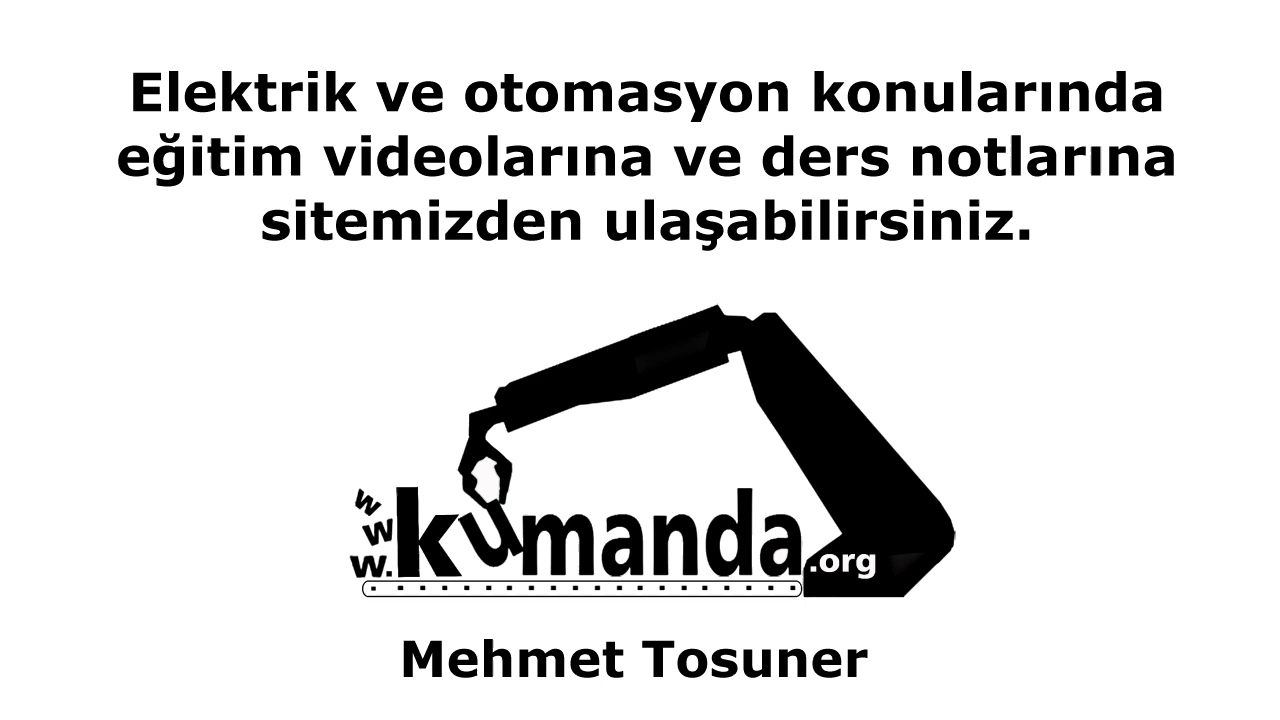 Elektrik ve otomasyon konularında
eğitim videolarına ve ders notlarına
sitemizden ulaşabilirsiniz.
www.kumanda.org
Mehmet Tosuner